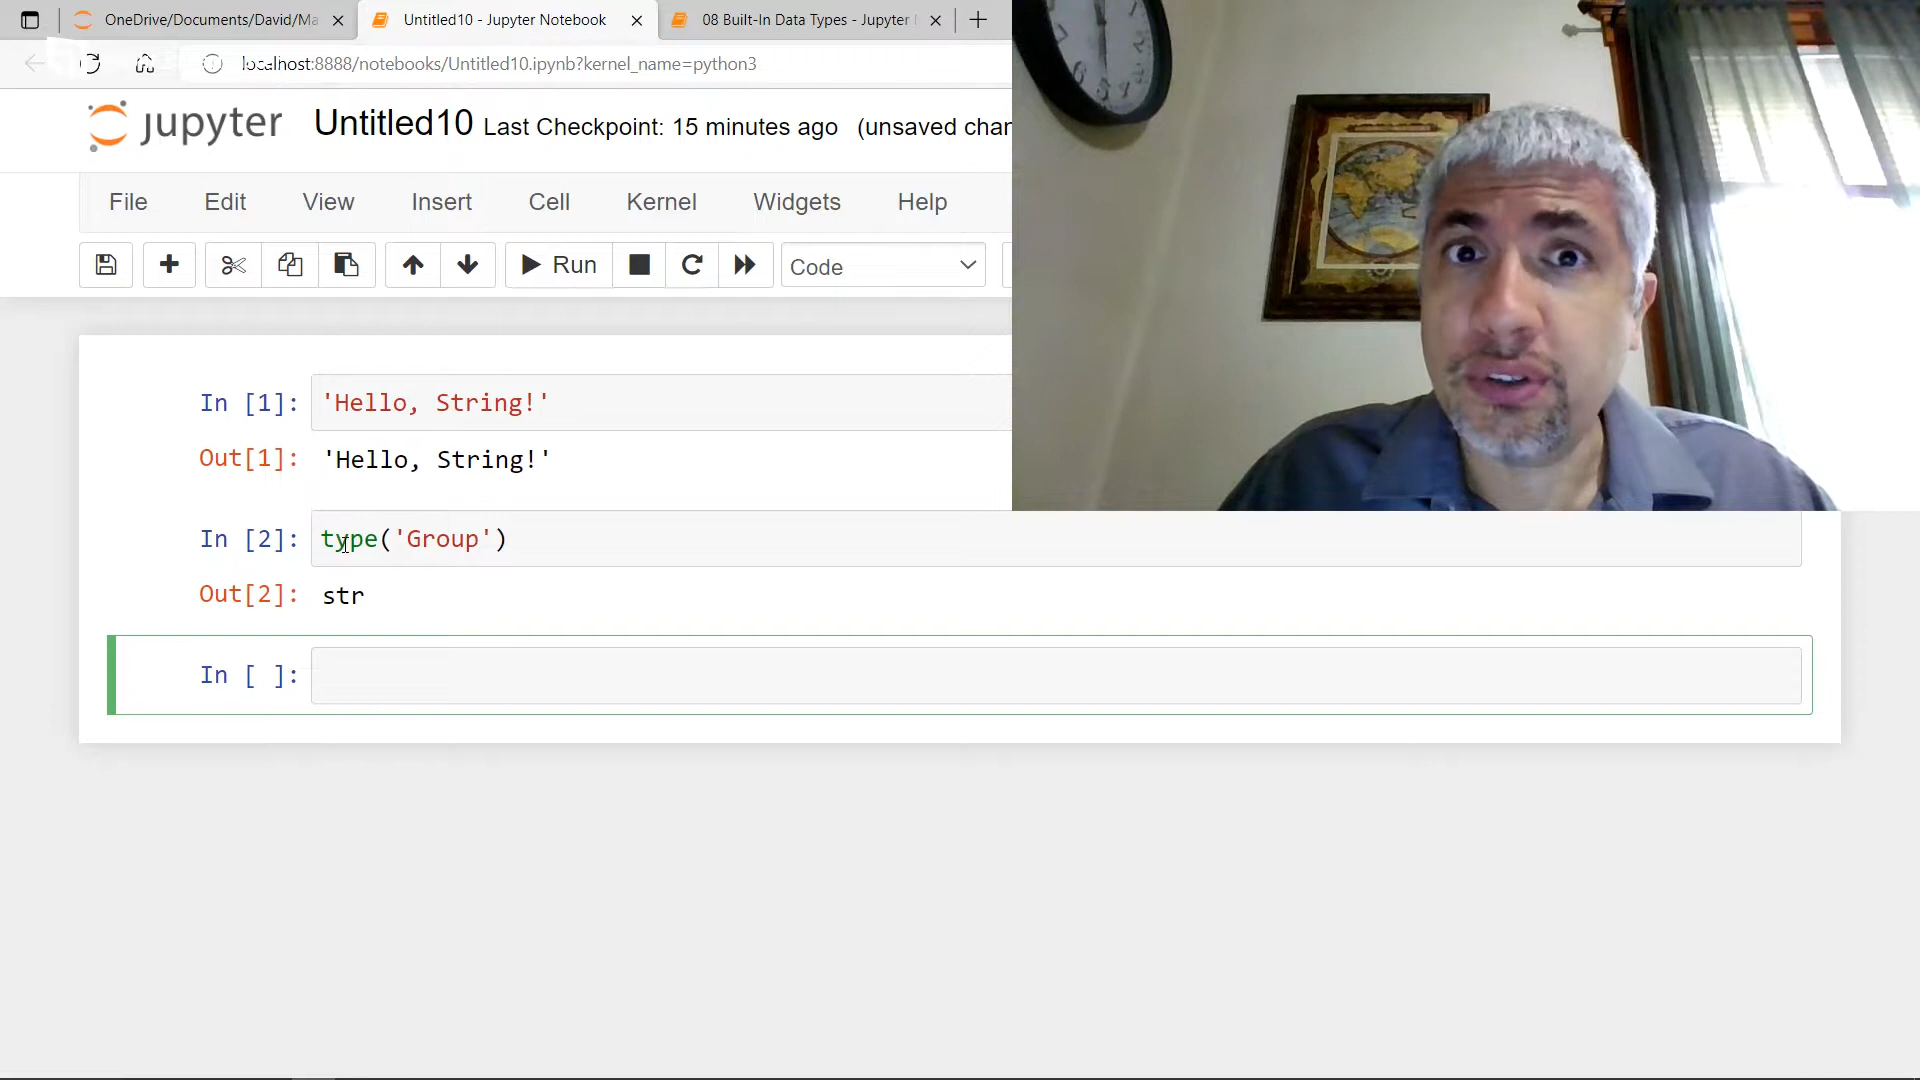 OneDrive/Documents/David/Ma
Untitled10 - Jupyter Notebook
08 Built-In Data Types - Jupyter
localhost:8888/notebooks/Untitled10.ipynb?kernel_name=python3
jupyter Untitled10 Last Checkpoint: 15 minutes ago (unsaved chan
File Edit View Insert Cell Kernel Widgets Help
Run Code
In [1]: 'Hello, String!'
Out[1]: 'Hello, String!'
In [2]: type('Group')
Out[2]: str
In [ ]: